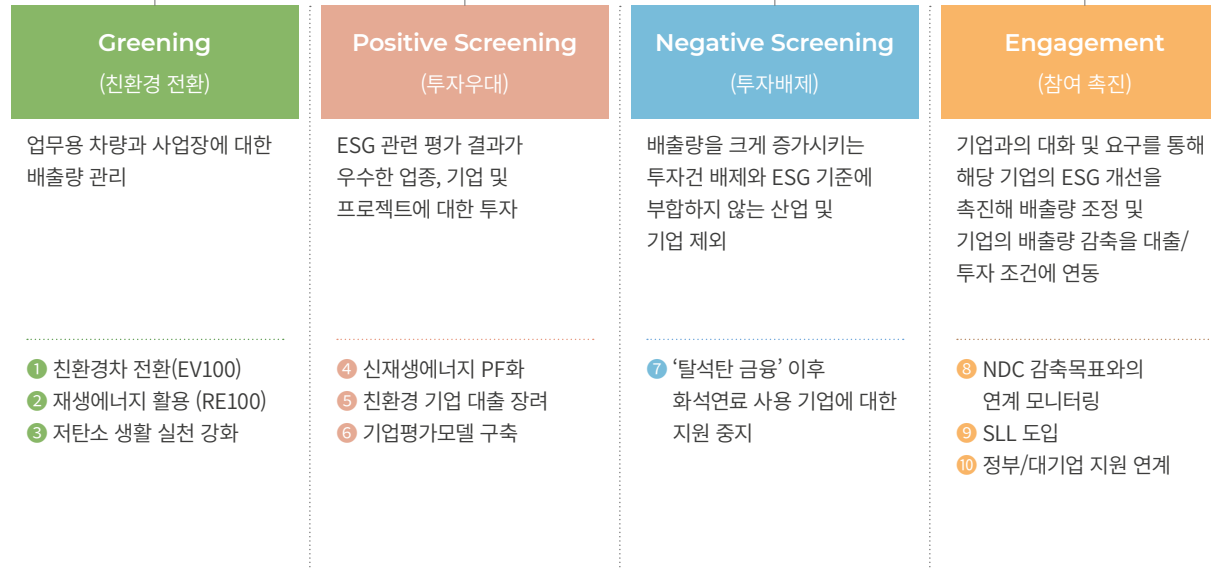 Greening
(친환경 전환)
업무용 차량과 사업장에 대한
배출량 관리
❶ 친환경차 전환(EV100)
❷ 재생에너지 활용 (RE100)
❸ 저탄소 생활 실천 강화
Positive Screening
(투자우대)
ESG 관련 평가 결과가
우수한 업종, 기업 및
프로젝트에 대한 투자
❹ 신재생에너지 PF화
❺ 친환경 기업 대출 장려
❻ 기업평가모델 구축
Negative Screening
(투자배제)
배출량을 크게 증가시키는
투자건 배제와 ESG 기준에
부합하지 않는 산업 및
기업 제외
❼ ‘탈석탄 금융’ 이후
화석연료 사용 기업에 대한
지원 중지
Engagement
(참여 촉진)
기업과의 대화 및 요구를 통해
해당 기업의 ESG 개선을
촉진해 배출량 조정 및
기업의 배출량 감축을 대출/
투자 조건에 연동
❽ NDC 감축목표와의
연계 모니터링
❾ SLL 도입
❿ 정부/대기업 지원 연계